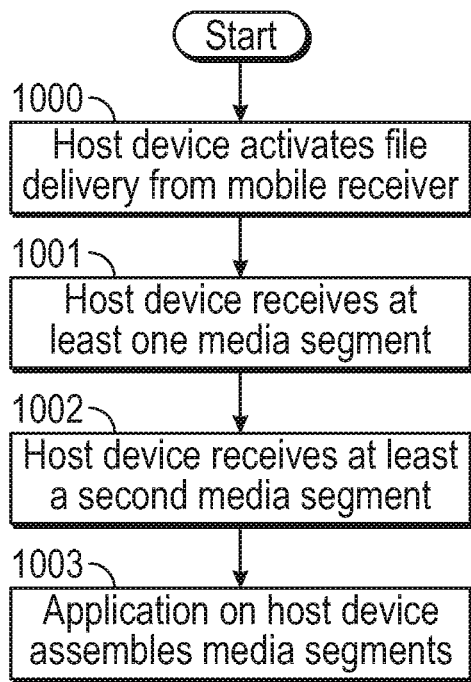 Start
1000
Host device activates file
delivery from mobile receiver
1001
Host device receives at
least one media segment
1002
Host device receives at least
a second media segment
1003
Application on host device
assembles media segments